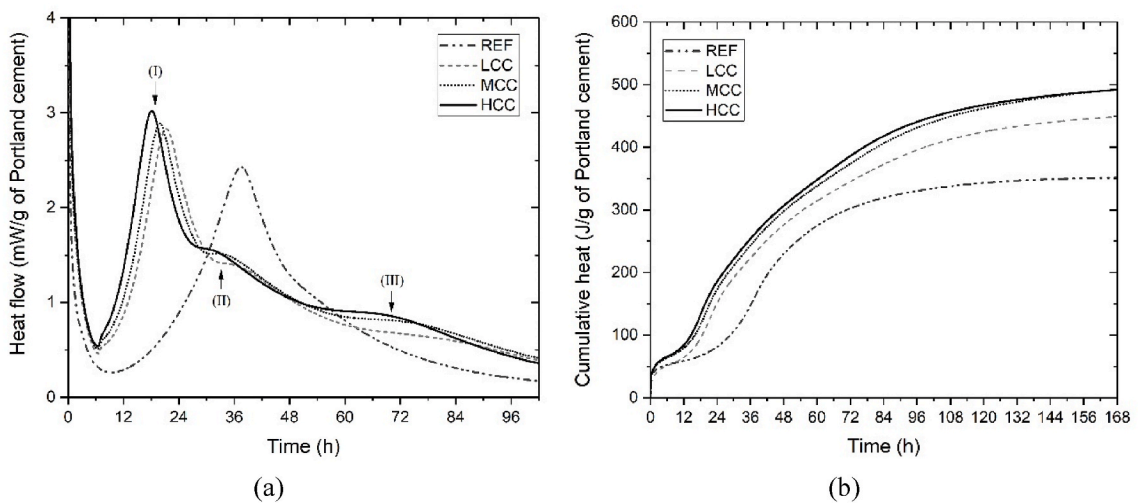 4
3
2
1
0
0 12 24 36 48 60 72 84 96
Heat flow (mW/g of Portland cement)
Time (h)
REF
LCC
MCC
HCC
(I)
(II)
(III)
(a)
600
500
400
300
200
100
0
0 12 24 36 48 60 72 84 96 108 120 132 144 156 168
Cumulative heat (J/g of Portland cement)
Time (h)
REF
LCC
MCC
HCC
(b)